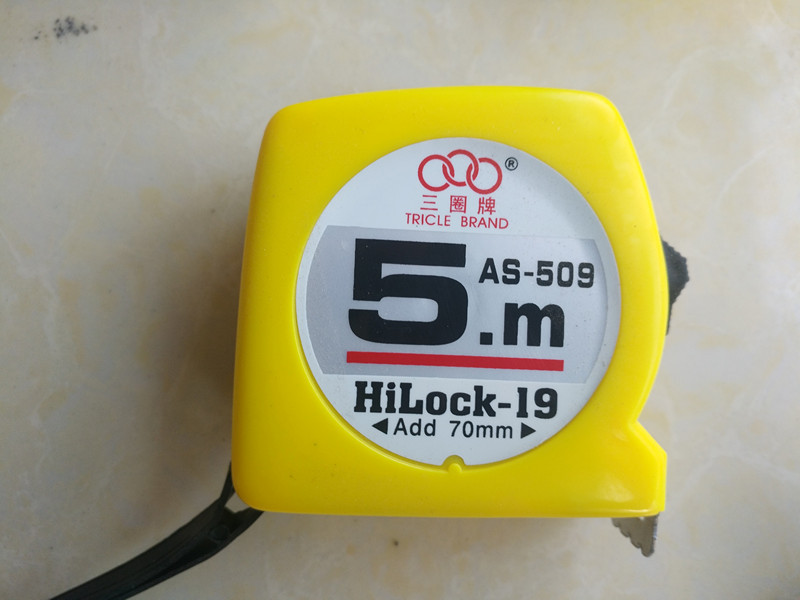 ®
三圈牌
TRICLE BRAND
AS-509
5.m
HiLock-19
◀Add 70mm▶